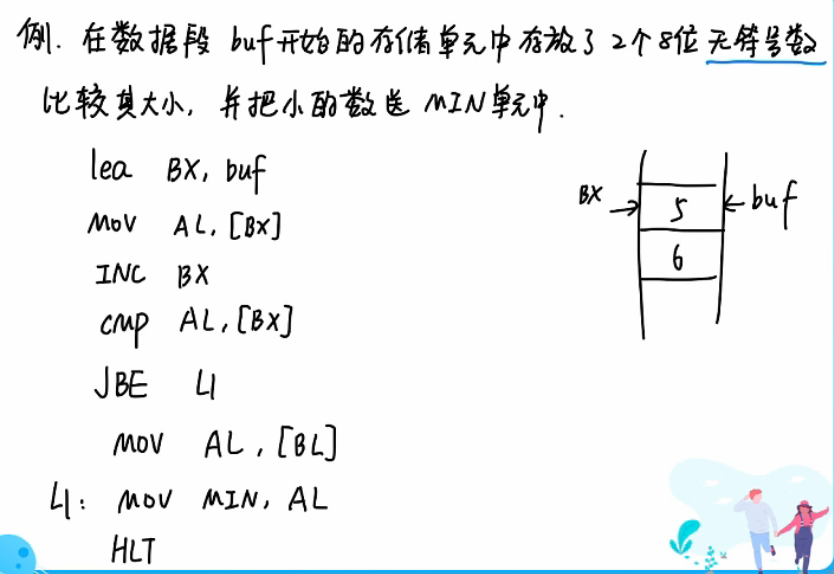 例. 在数据段 buf开始的存储单元中存放了2个8位无符号数
比较其大小, 并把小的数送 MIN单元中.
lea BX, buf
MOV AL, [BX]
INC BX
cmp AL, [BX]
JBE L1
MOV AL, [BL]
L1: MOV MIN, AL
HLT
BX → 5 ← buf
6